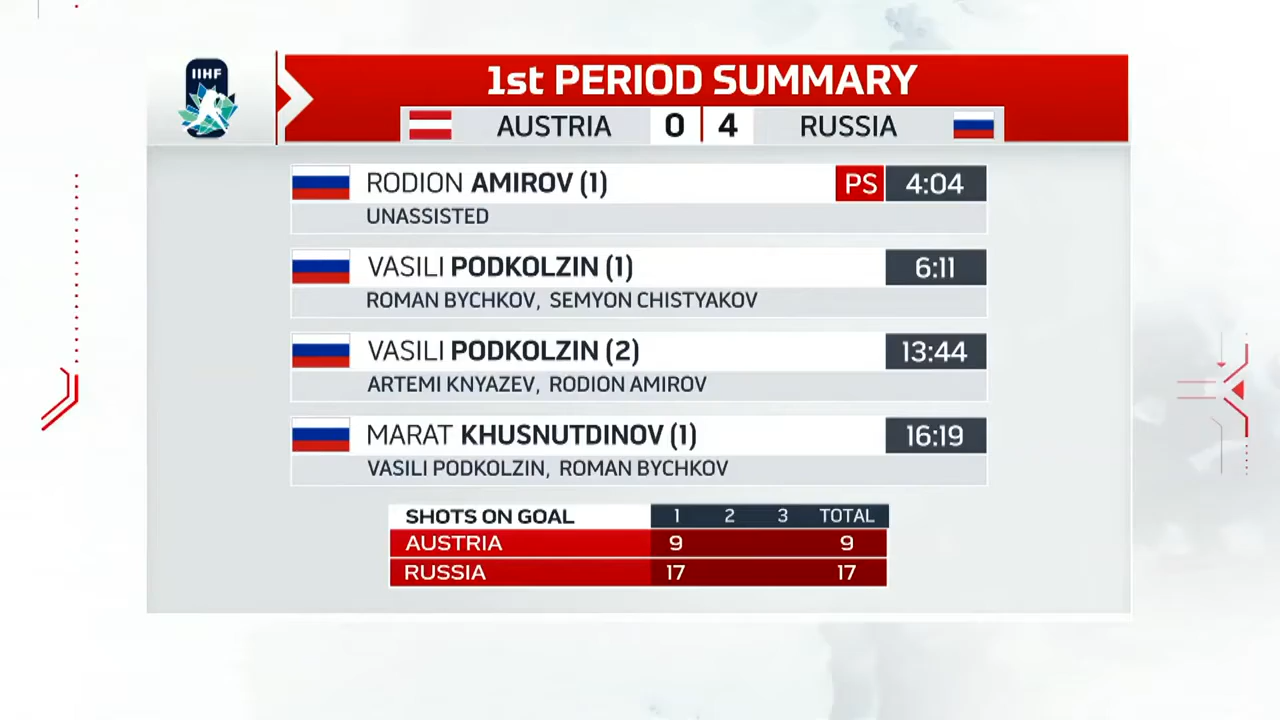 IIHF
1st PERIOD SUMMARY
AUSTRIA 0 4 RUSSIA
RODION AMIROV (1) PS 4:04
UNASSISTED
VASILI PODKOLZIN (1) 6:11
ROMAN BYCHKOV, SEMYON CHISTYAKOV
VASILI PODKOLZIN (2) 13:44
ARTEMI KNYAZEV, RODION AMIROV
MARAT KHUSNUTDINOV (1) 16:19
VASILI PODKOLZIN, ROMAN BYCHKOV
SHOTS ON GOAL 1 2 3 TOTAL
AUSTRIA 9 9
RUSSIA 17 17